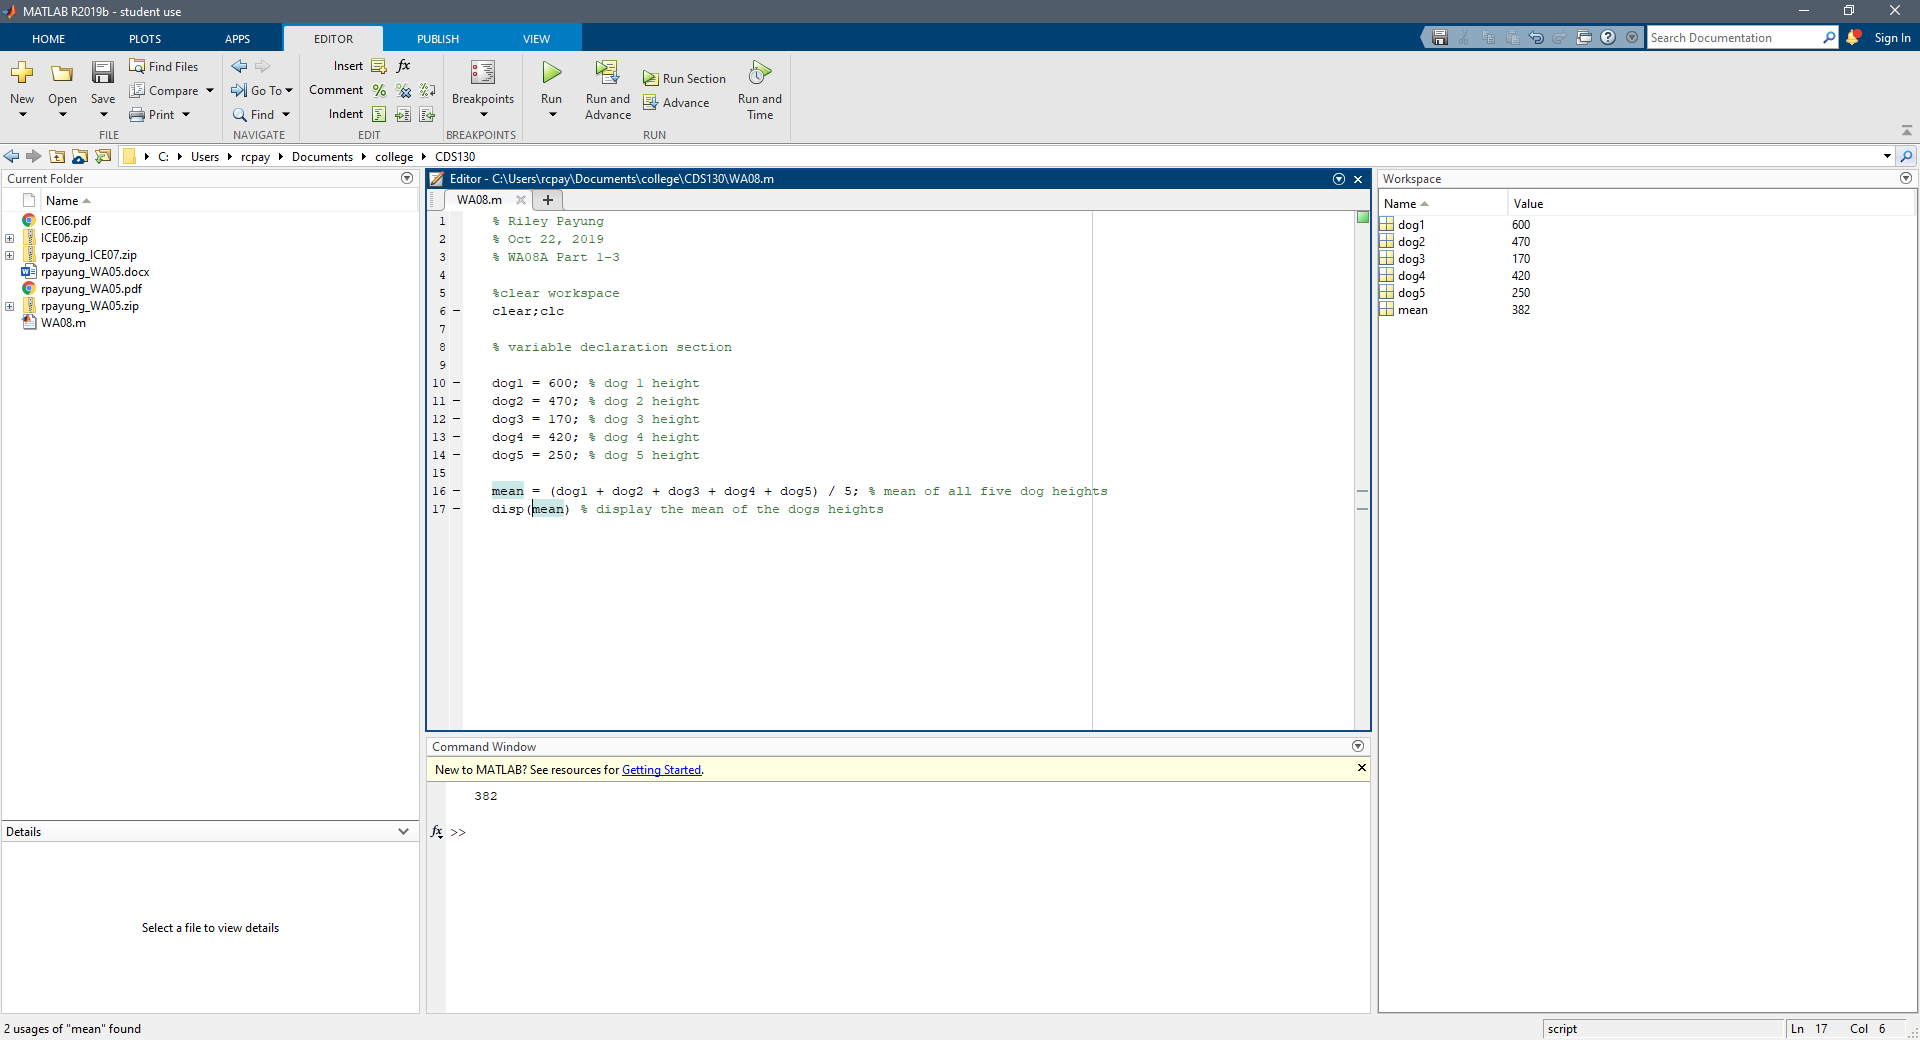 MATLAB R2019b - student use
HOME PLOTS APPS EDITOR PUBLISH VIEW
Search Documentation
Sign In
New Open Save
Find Files
Compare
Print
FILE
Go To
Find
NAVIGATE
Insert fx
Comment
Indent
EDIT
Breakpoints
BREAKPOINTS
Run
Run and Advance
Run Section
Advance
Run and Time
RUN
C: Users rcpay Documents college CDS130
Current Folder
Name
ICE06.pdf
ICE06.zip
rpayung_ICE07.zip
rpayung_WA05.docx
rpayung_WA05.pdf
rpayung_WA05.zip
WA08.m
Details
Select a file to view details
Editor - C:\Users\rcpay\Documents\college\CDS130\WA08.m
WA08.m
1 % Riley Payung
2 % Oct 22, 2019
3 % WA08A Part 1-3
4
5 %clear workspace
6 clear;clc
7
8 % variable declaration section
9
10 dog1 = 600; % dog 1 height
11 dog2 = 470; % dog 2 height
12 dog3 = 170; % dog 3 height
13 dog4 = 420; % dog 4 height
14 dog5 = 250; % dog 5 height
15
16 mean = (dog1 + dog2 + dog3 + dog4 + dog5) / 5; % mean of all five dog heights
17 disp(mean) % display the mean of the dogs heights
Command Window
New to MATLAB? See resources for Getting Started.
382
fx >>
Workspace
Name Value
dog1 600
dog2 470
dog3 170
dog4 420
dog5 250
mean 382
2 usages of "mean" found
script
Ln 17 Col 6